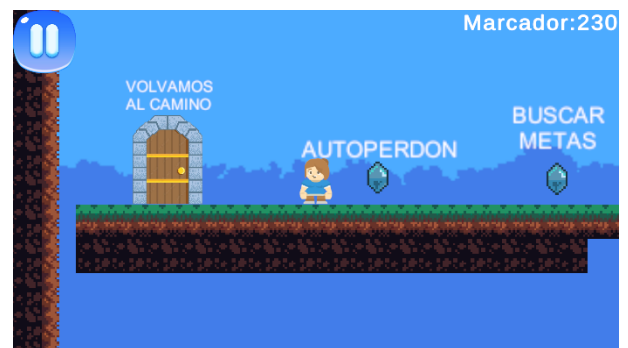 Marcador:230
VOLVAMOS
AL CAMINO
AUTOPERDON
BUSCAR
METAS